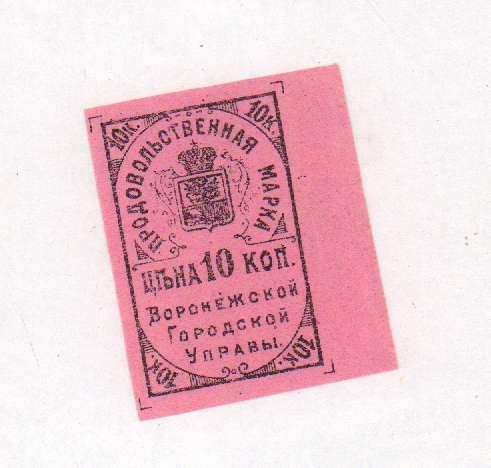 10К. 10К.
ПРОДОВОЛЬСТВЕННАЯ МАРКА
ЦѢНА 10 КОП.
ВОРОНЕЖСКОЙ
ГОРОДСКОЙ
УПРАВЫ.
10К. 10К.